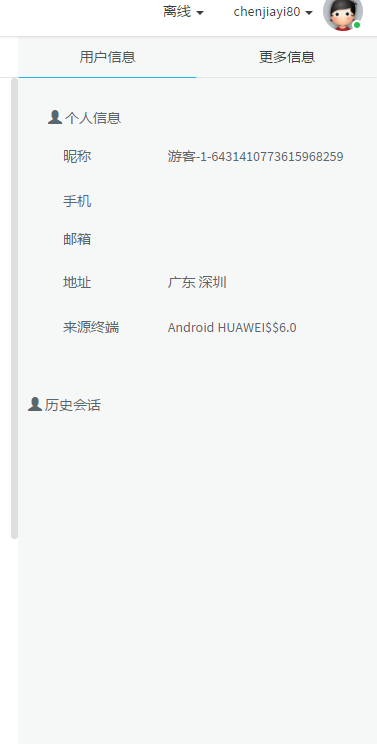 离线 chenjiayi80
用户信息 更多信息
个人信息
昵称 游客-1-6431410773615968259
手机
邮箱
地址 广东 深圳
来源终端 Android HUAWEI$$6.0
历史会话